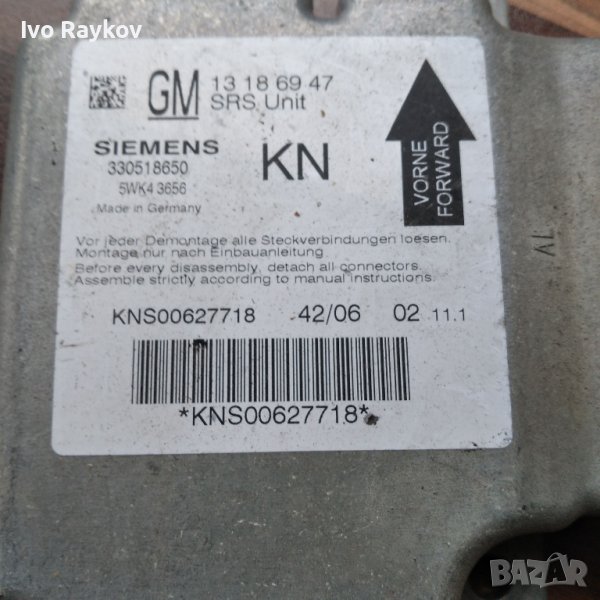 Ivo Raykov
GM 13 18 69 47
SRS Unit
SIEMENS
330518650
5WK4 3656
Made in Germany
KN
VORNE
FORWARD
AL
Vor jeder Demontage alle Steckverbindungen loesen.
Montage nur nach Einbauanleitung
Before every disassembly, detach all connectors.
Assemble strictly according to manual instructions.
KNS00627718 42/06 02 11.1
*KNS00627718*
BAZAR